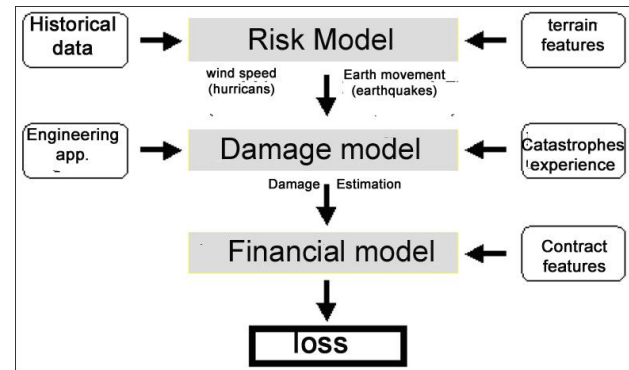 Historical
data
Risk Model
terrain
features
wind speed
(hurricans)
Earth movement
(earthquakes)
Engineering
app.
Damage model
Catastrophes
experience
Damage Estimation
Financial model
Contract
features
loss